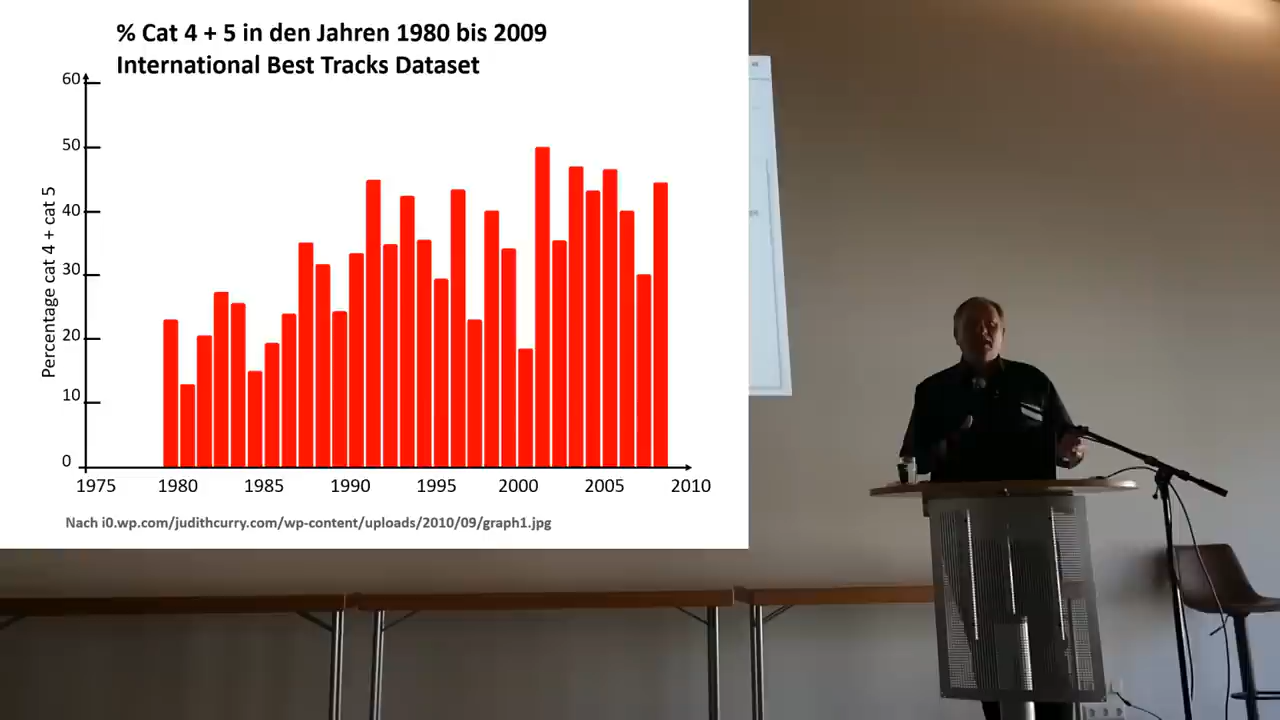 % Cat 4 + 5 in den Jahren 1980 bis 2009
International Best Tracks Dataset
60
50
40
30
20
10
0
Percentage cat 4 + cat 5
1975 1980 1985 1990 1995 2000 2005 2010
Nach i0.wp.com/judithcurry.com/wp-content/uploads/2010/09/graph1.jpg